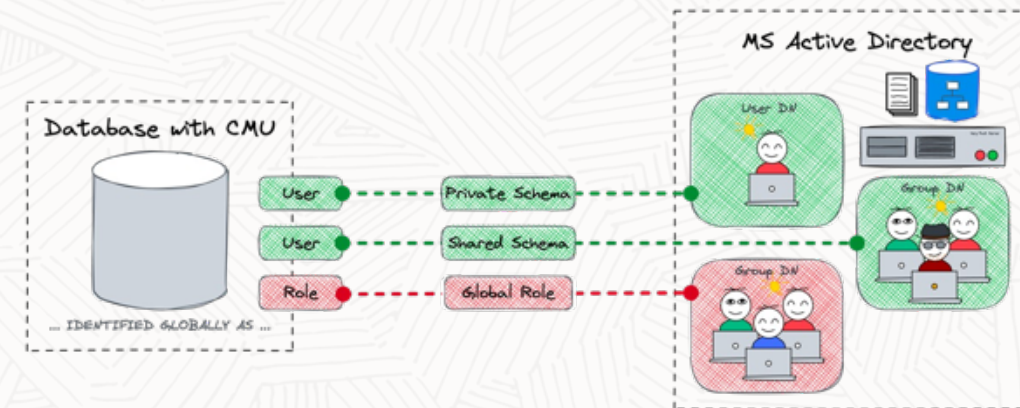 MS Active Directory
Database with CMU
User DN
User
Private Schema
Group DN
User
Shared Schema
Role
Global Role
Group DN
... IDENTIFIED GLOBALLY AS ...